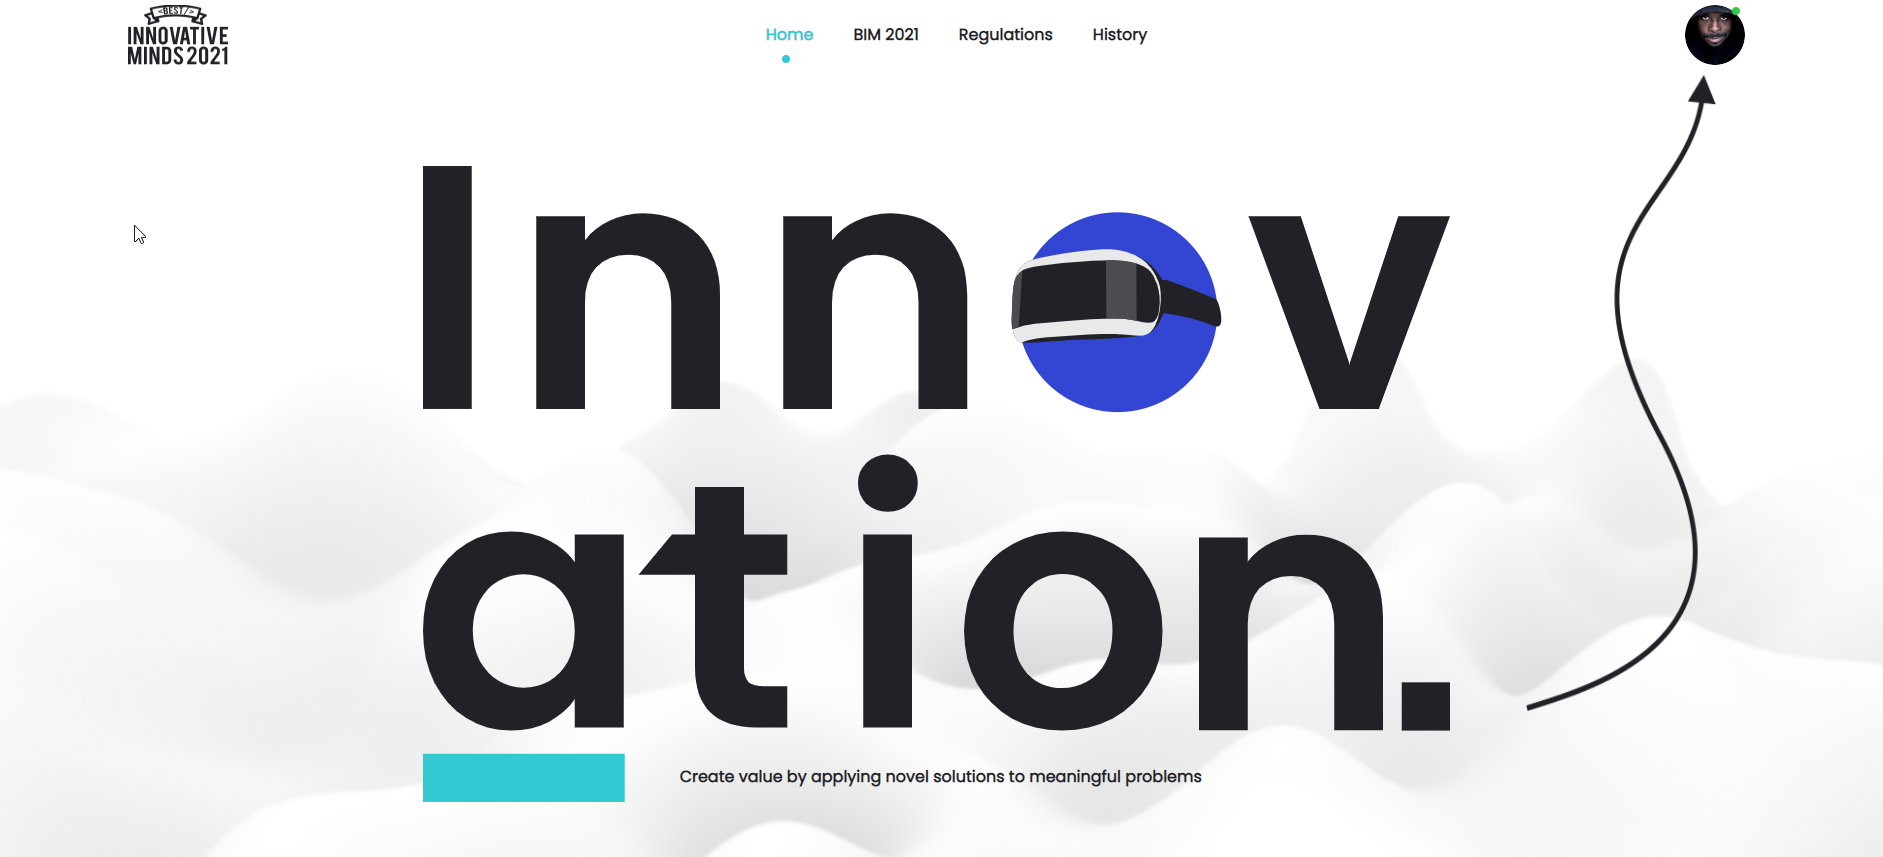 <BEST/>
INNOVATIVE
MINDS 2021
Home BIM 2021 Regulations History
Innov
ation.
Create value by applying novel solutions to meaningful problems